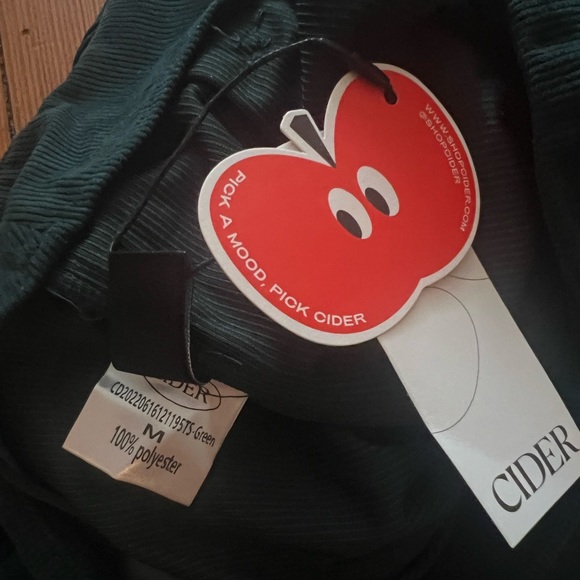 WWW.SHOPCIDER.COM
@SHOPCIDER
PICK A MOOD, PICK CIDER
CIDER
CD20220616121195TS-Green
M
100% polyester
CIDER